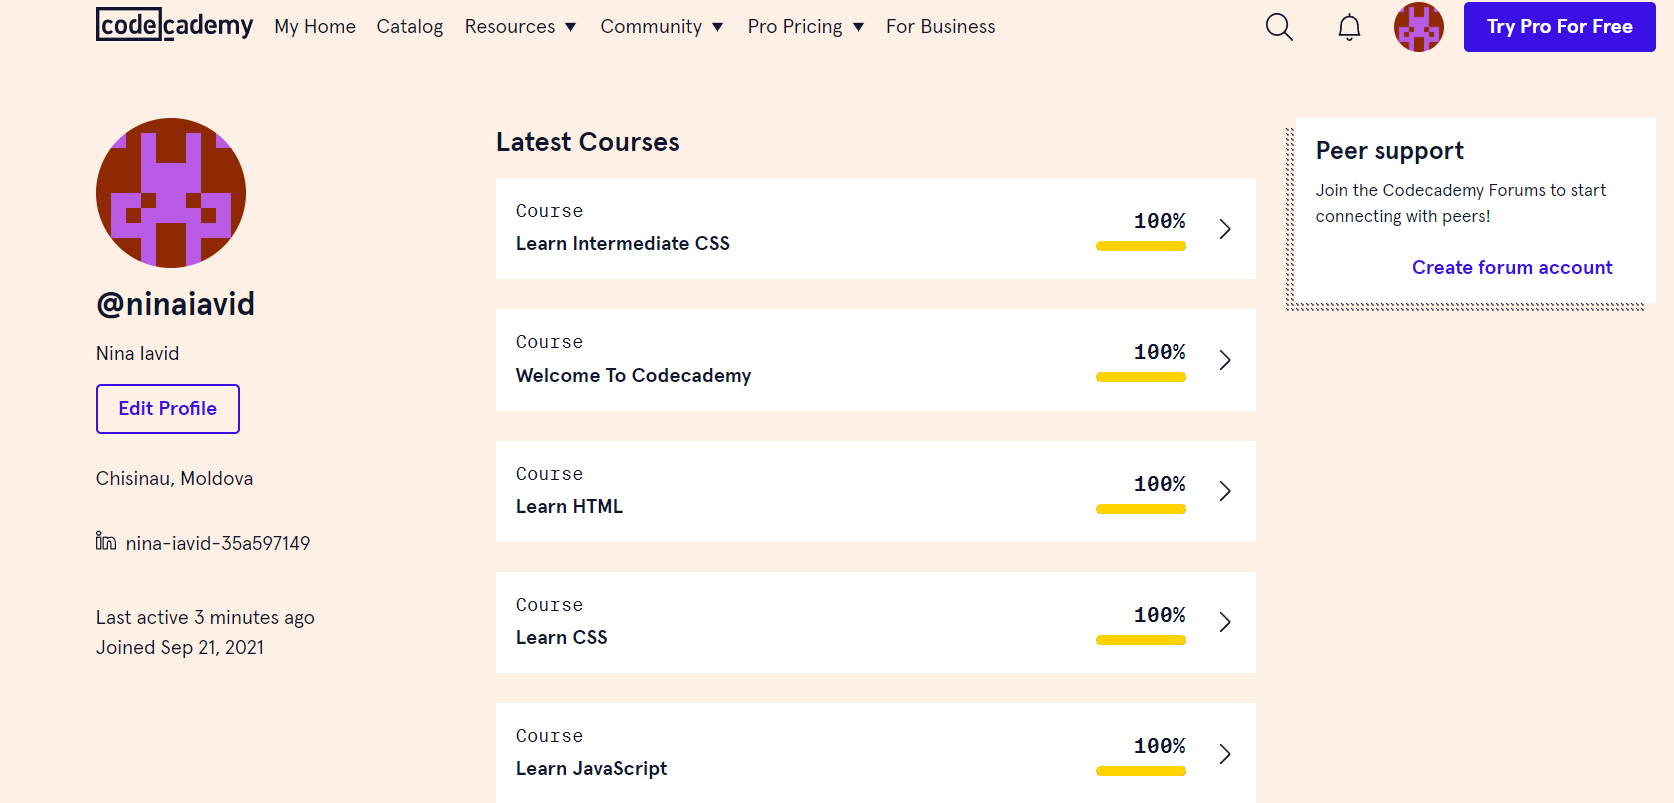 codecademy My Home Catalog Resources Community Pro Pricing For Business Try Pro For Free
@ninaiavid
Nina Iavid
Edit Profile
Chisinau, Moldova
in nina-iavid-35a597149
Last active 3 minutes ago
Joined Sep 21, 2021
Latest Courses
Course
Learn Intermediate CSS
100%
Course
Welcome To Codecademy
100%
Course
Learn HTML
100%
Course
Learn CSS
100%
Course
Learn JavaScript
100%
Peer support
Join the Codecademy Forums to start
connecting with peers!
Create forum account